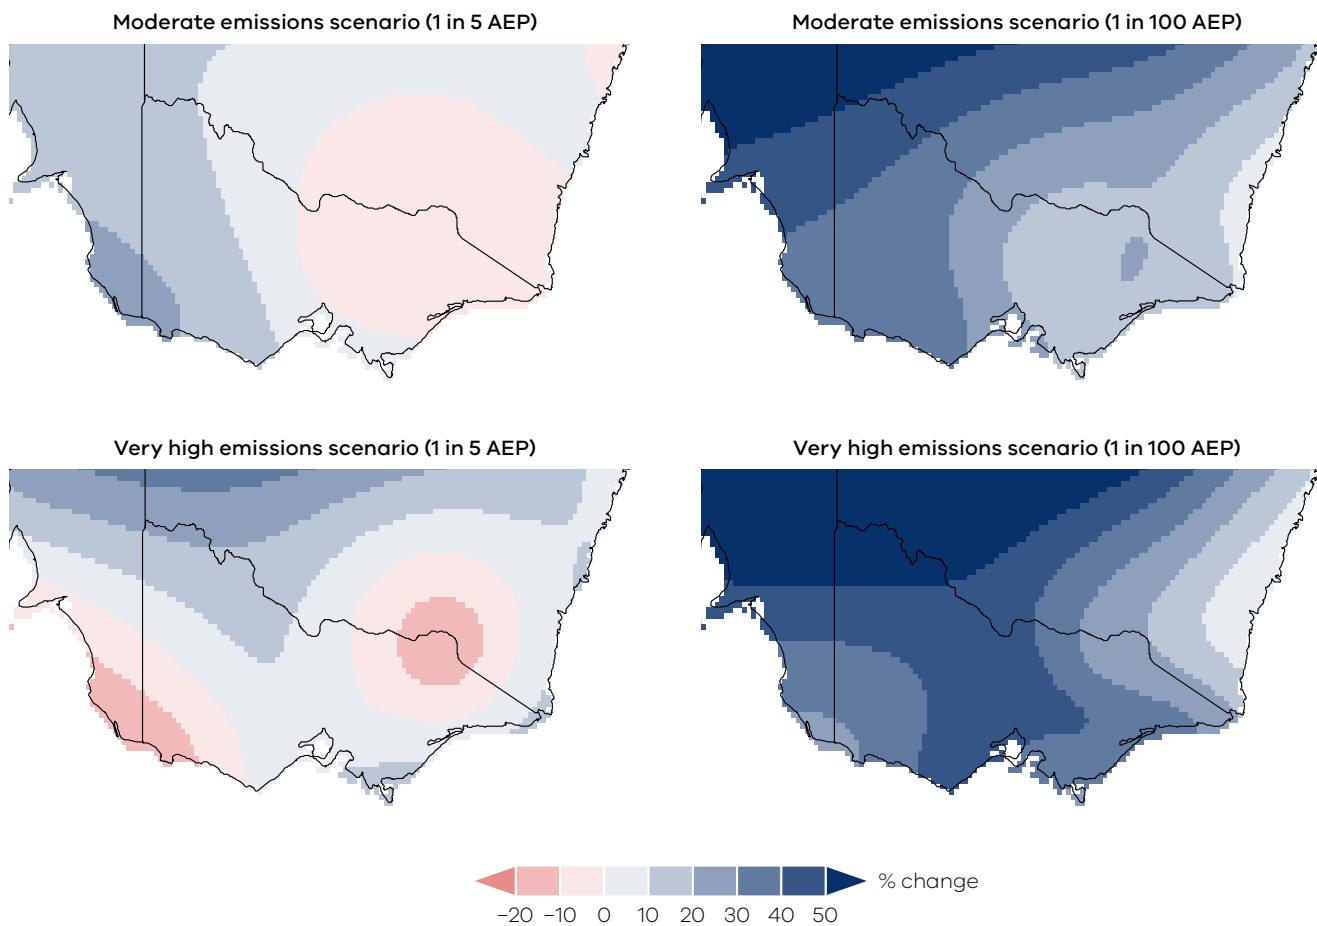 Moderate emissions scenario (1 in 5 AEP)
Moderate emissions scenario (1 in 100 AEP)
Very high emissions scenario (1 in 5 AEP)
Very high emissions scenario (1 in 100 AEP)
% change
−20 −10 0 10 20 30 40 50